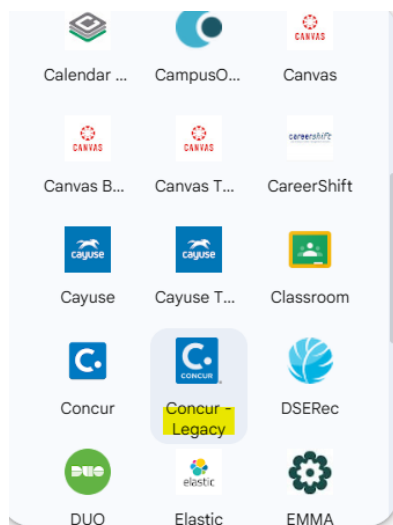 CANVAS
Calendar ... CampusO... Canvas
CANVAS CANVAS careershift
Canvas B... Canvas T... CareerShift
cayuse cayuse
Cayuse Cayuse T... Classroom
C. C.
CONCUR
Concur Concur - DSERec
Legacy
DUO elastic
DUO Elastic EMMA